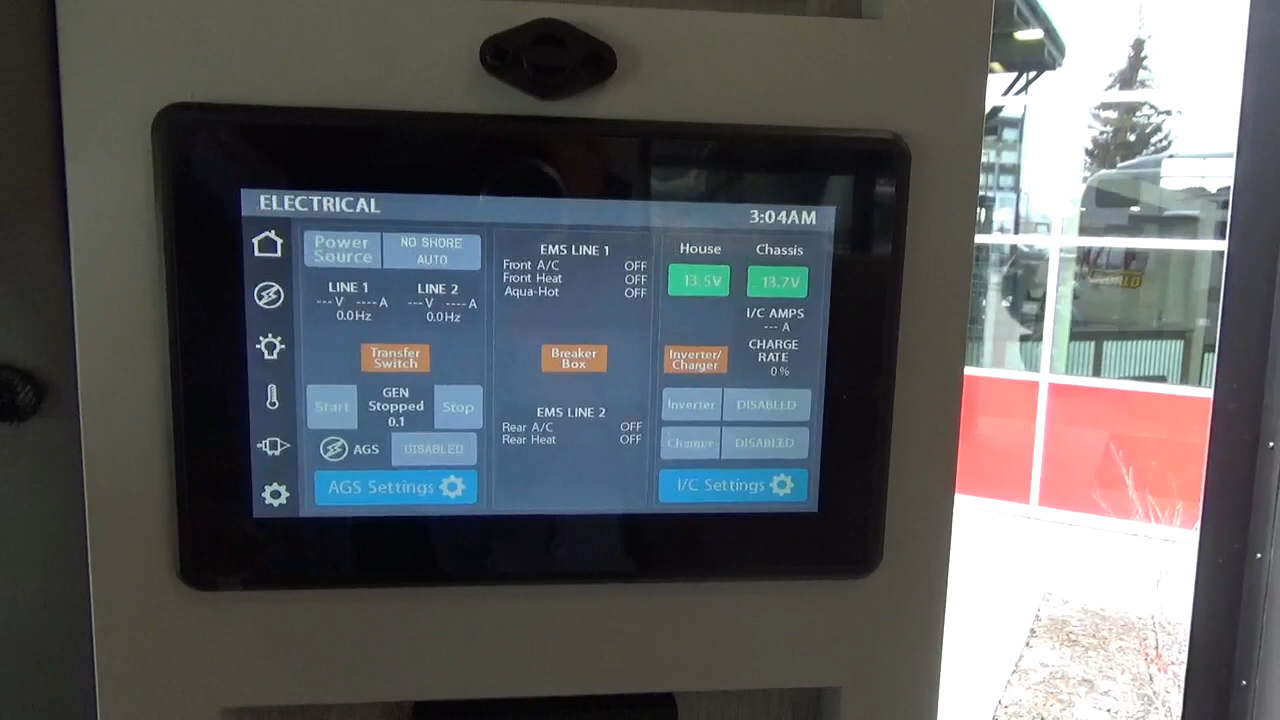 ELECTRICAL
3:04AM
Power
Source
NO SHORE
AUTO
LINE 1
LINE 2
--- V ---- A
--- V ---- A
0.0Hz
0.0Hz
Transfer
Switch
Start
GEN
Stopped
0.1
Stop
AGS
DISABLED
AGS Settings
EMS LINE 1
Front A/C OFF
Front Heat OFF
Aqua-Hot OFF
Breaker
Box
EMS LINE 2
Rear A/C OFF
Rear Heat OFF
House
Chassis
13.5V
13.7V
I/C AMPS
--- A
Inverter/
Charger
CHARGE
RATE
0 %
Inverter
DISABLED
Charger
DISABLED
I/C Settings